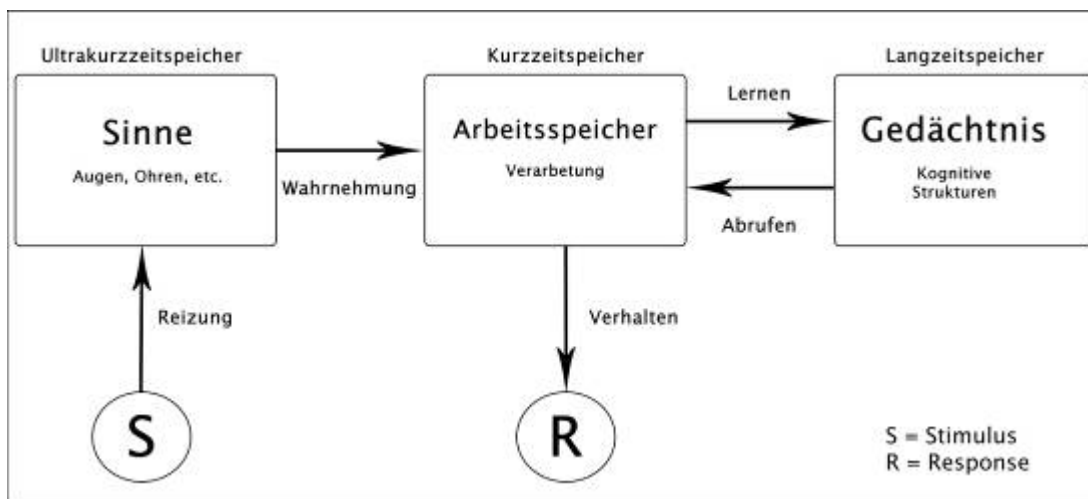 Ultrakurzzeitspeicher
Kurzzeitspeicher
Langzeitspeicher
Sinne
Augen, Ohren, etc.
Wahrnehmung
Arbeitsspeicher
Verarbetung
Lernen
Abrufen
Gedächtnis
Kognitive
Strukturen
Reizung
Verhalten
S
R
S = Stimulus
R = Response